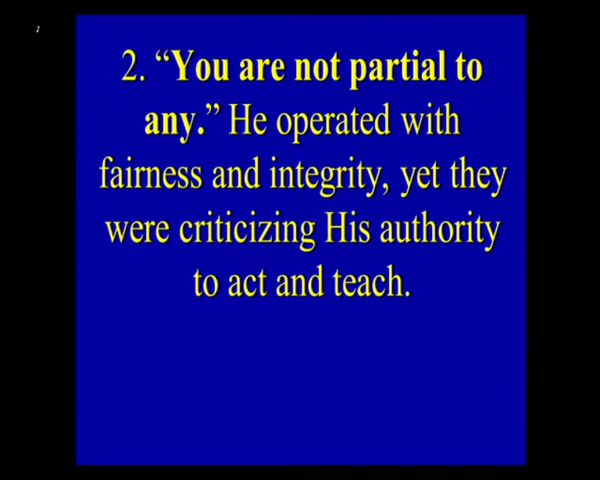 2. “You are not partial to
any.” He operated with
fairness and integrity, yet they
were criticizing His authority
to act and teach.